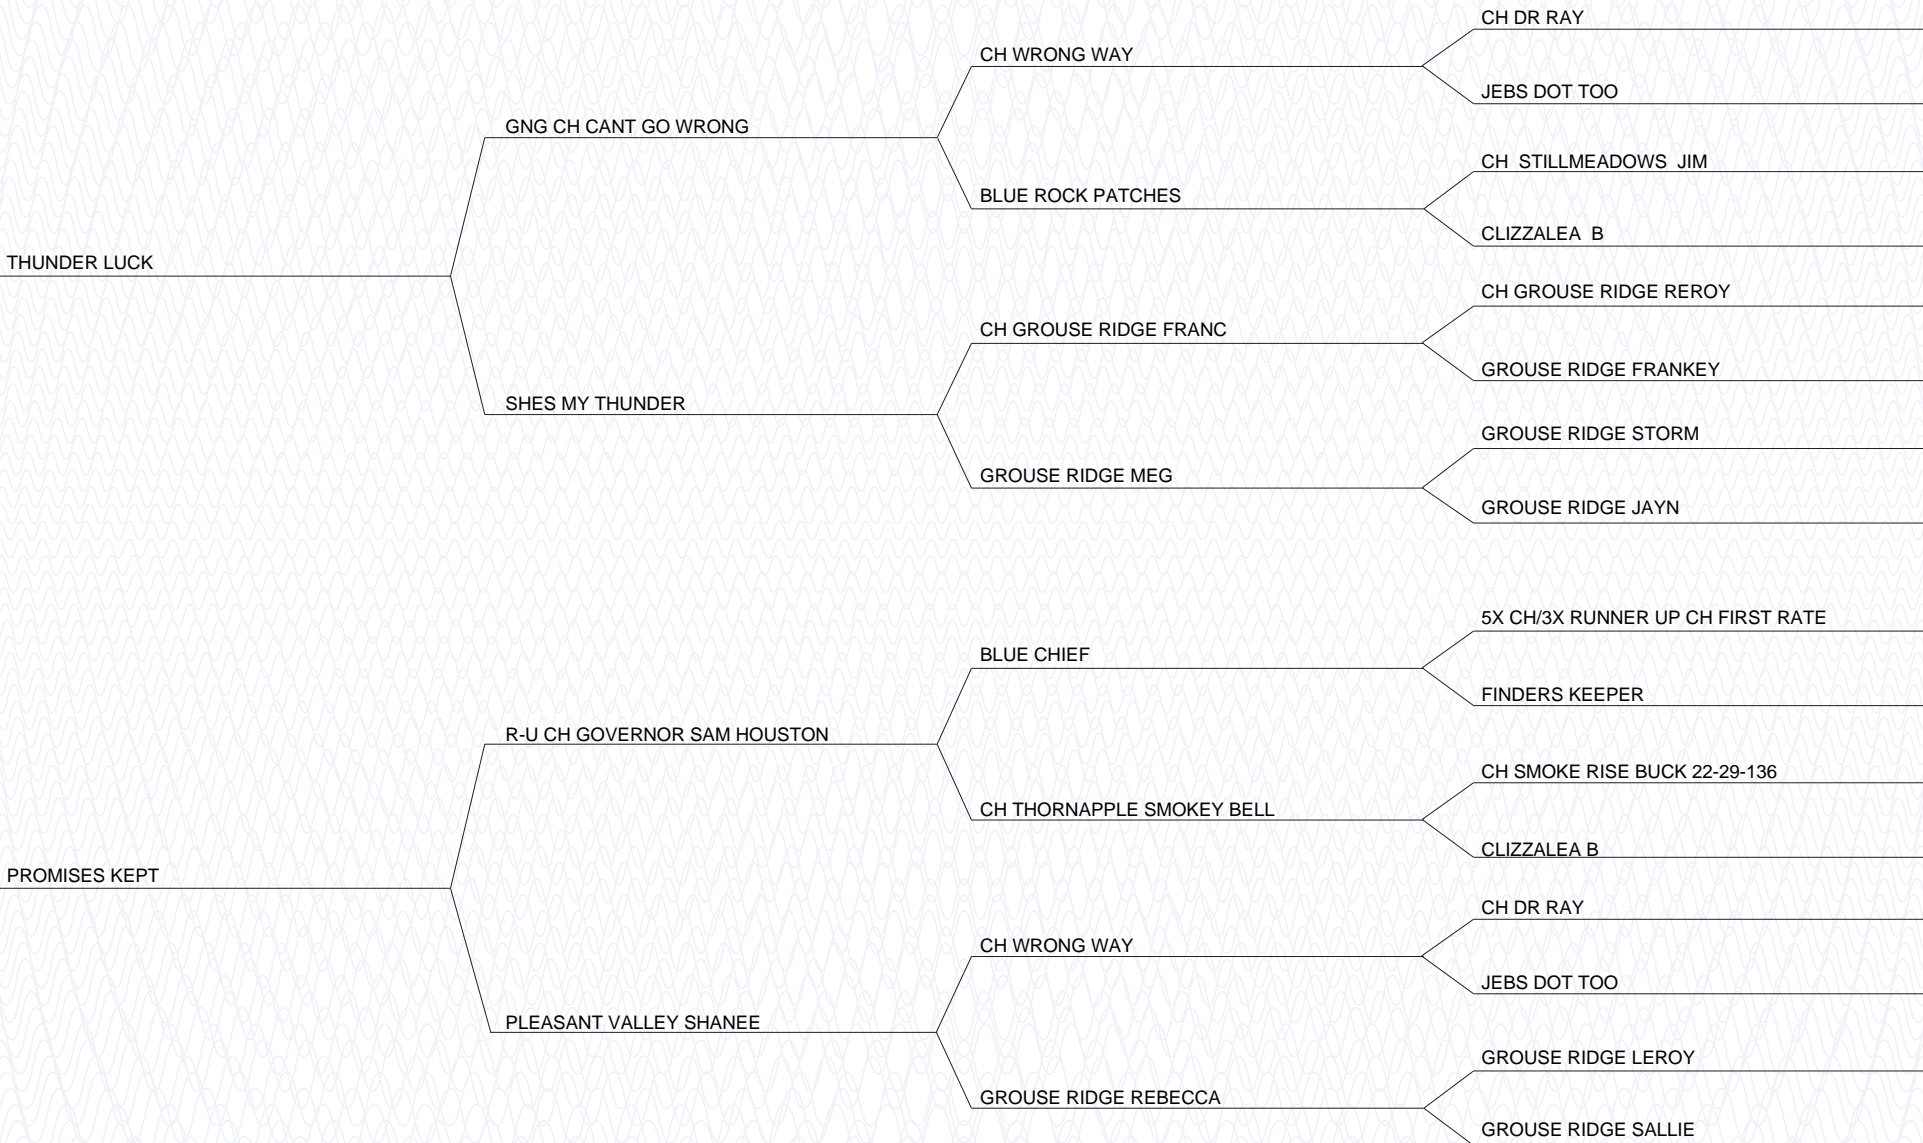 CH DR RAY
CH WRONG WAY
JEBS DOT TOO
GNG CH CANT GO WRONG
CH  STILLMEADOWS  JIM
BLUE ROCK PATCHES
CLIZZALEA  B
THUNDER LUCK
CH GROUSE RIDGE REROY
CH GROUSE RIDGE FRANC
GROUSE RIDGE FRANKEY
SHES MY THUNDER
GROUSE RIDGE STORM
GROUSE RIDGE MEG
GROUSE RIDGE JAYN
5X CH/3X RUNNER UP CH FIRST RATE
BLUE CHIEF
FINDERS KEEPER
R-U CH GOVERNOR SAM HOUSTON
CH SMOKE RISE BUCK 22-29-136
CH THORNAPPLE SMOKEY BELL
CLIZZALEA B
PROMISES KEPT
CH DR RAY
CH WRONG WAY
JEBS DOT TOO
PLEASANT VALLEY SHANEE
GROUSE RIDGE LEROY
GROUSE RIDGE REBECCA
GROUSE RIDGE SALLIE